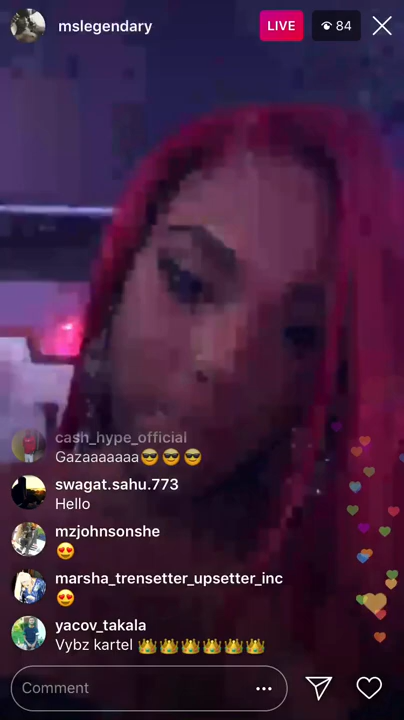 mslegendary
LIVE
84
cash_hype_official
Gazaaaaaaa😎😎😎
swagat.sahu.773
Hello
mzjohnsonshe
😍
marsha_trensetter_upsetter_inc
😍
yacov_takala
Vybz kartel 👑👑👑👑👑👑
Comment